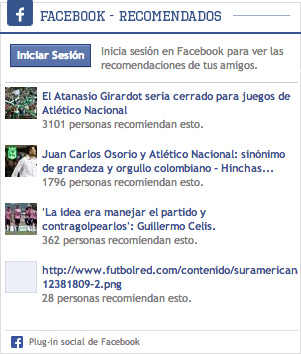 FACEBOOK - RECOMENDADOS
Iniciar Sesión
Inicia sesión en Facebook para ver las
recomendaciones de tus amigos.
El Atanasio Girardot sería cerrado para juegos de
Atlético Nacional
3101 personas recomiendan esto.
Juan Carlos Osorio y Atlético Nacional: sinónimo
de grandeza y orgullo colombiano - Hinchas...
1796 personas recomiendan esto.
'La idea era manejar el partido y
contragolpearlos': Guillermo Celis.
362 personas recomiendan esto.
http://www.futbolred.com/contenido/suramerican
12381809-2.png
28 personas recomiendan esto.
Plug-in social de Facebook